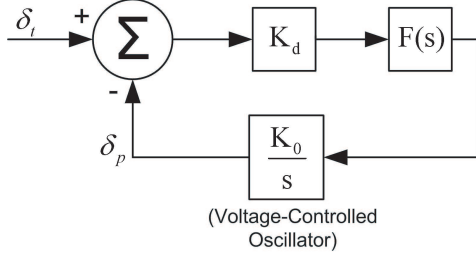 δt + Σ Kd F(s)
-
δp K0
s
(Voltage-Controlled
Oscillator)